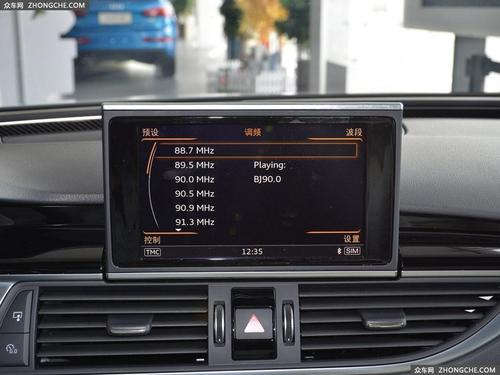 众车网 ZHONGCHE.COM
预设 调频 波段
88.7 MHz
89.5 MHz Playing:
90.0 MHz BJ90.0
90.5 MHz
90.9 MHz
91.3 MHz
控制 设置
TMC 12:35 SIM
众车网 ZHONGCHE.COM